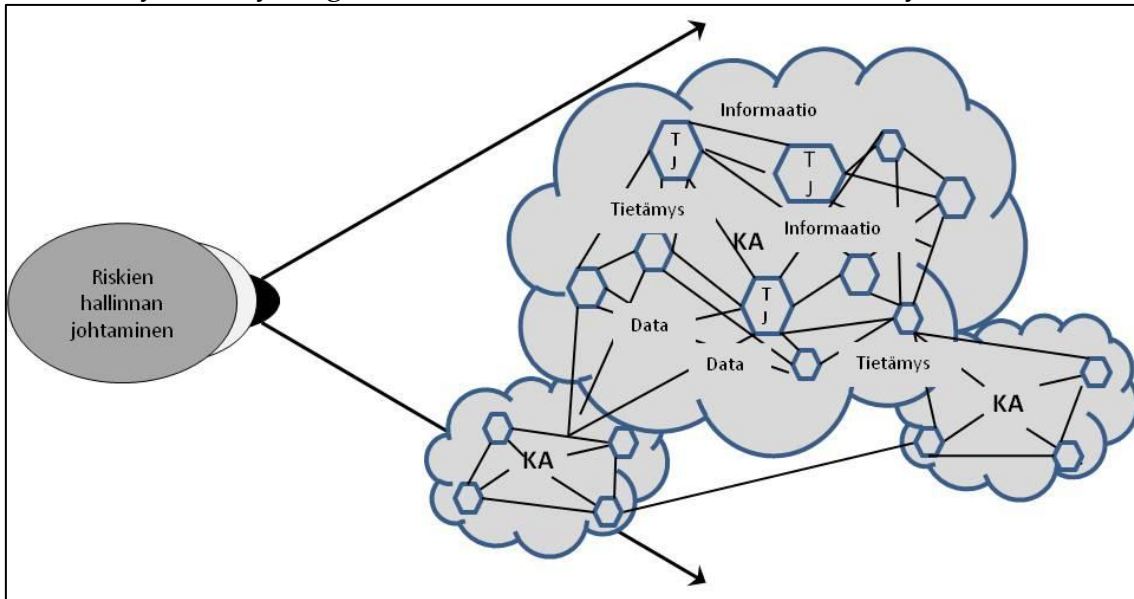 Riskien
hallinnan
johtaminen
Informaatio
T
J
T
J
Tietämys
Informaatio
KA
T
J
Data
Data
Tietämys
KA
KA